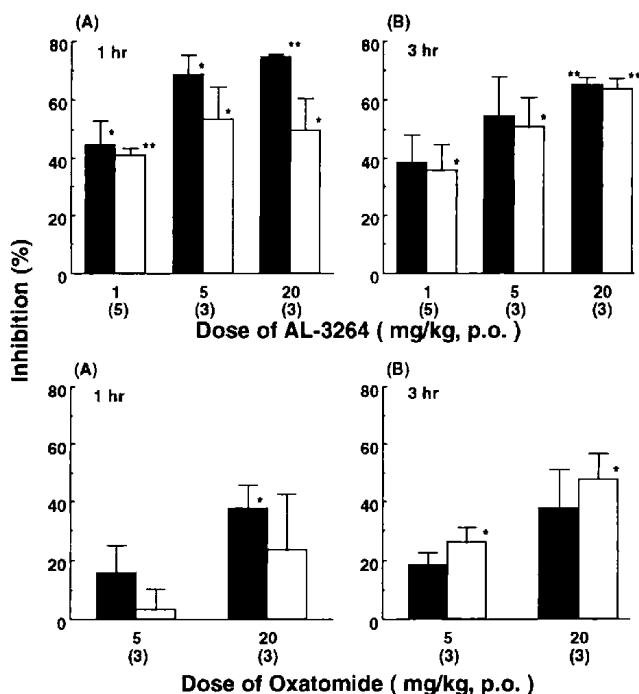 (A) (B)
1 hr 3 hr
80 80
60 60
40 40
20 20
0 0
* ** * * ** *
* * ** **
1 5 20 1 5 20
(5) (3) (3) (5) (3) (3)
Dose of AL-3264 ( mg/kg, p.o. )
Inhibition (%)
(A) (B)
1 hr 3 hr
80 80
60 60
40 40
20 20
0 0
* * *
5 20 5 20
(3) (3) (3) (3)
Dose of Oxatomide ( mg/kg, p.o. )